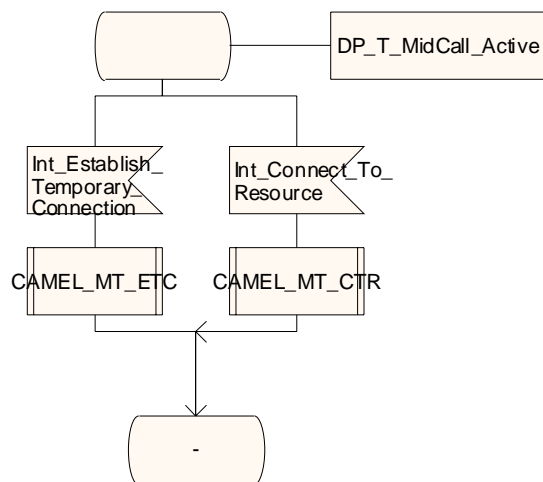 DP_T_MidCall_Active
Int_Establish_
Temporary_
Connection
Int_Connect_To_
Resource
CAMEL_MT_ETC
CAMEL_MT_CTR
-